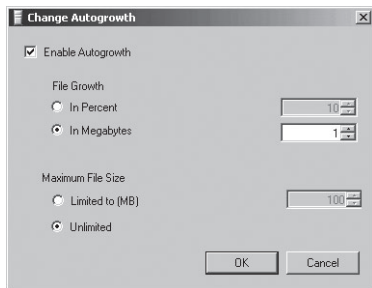 Change Autogrowth
Enable Autogrowth
File Growth
In Percent 10
In Megabytes 1
Maximum File Size
Limited to (MB) 100
Unlimited
OK Cancel